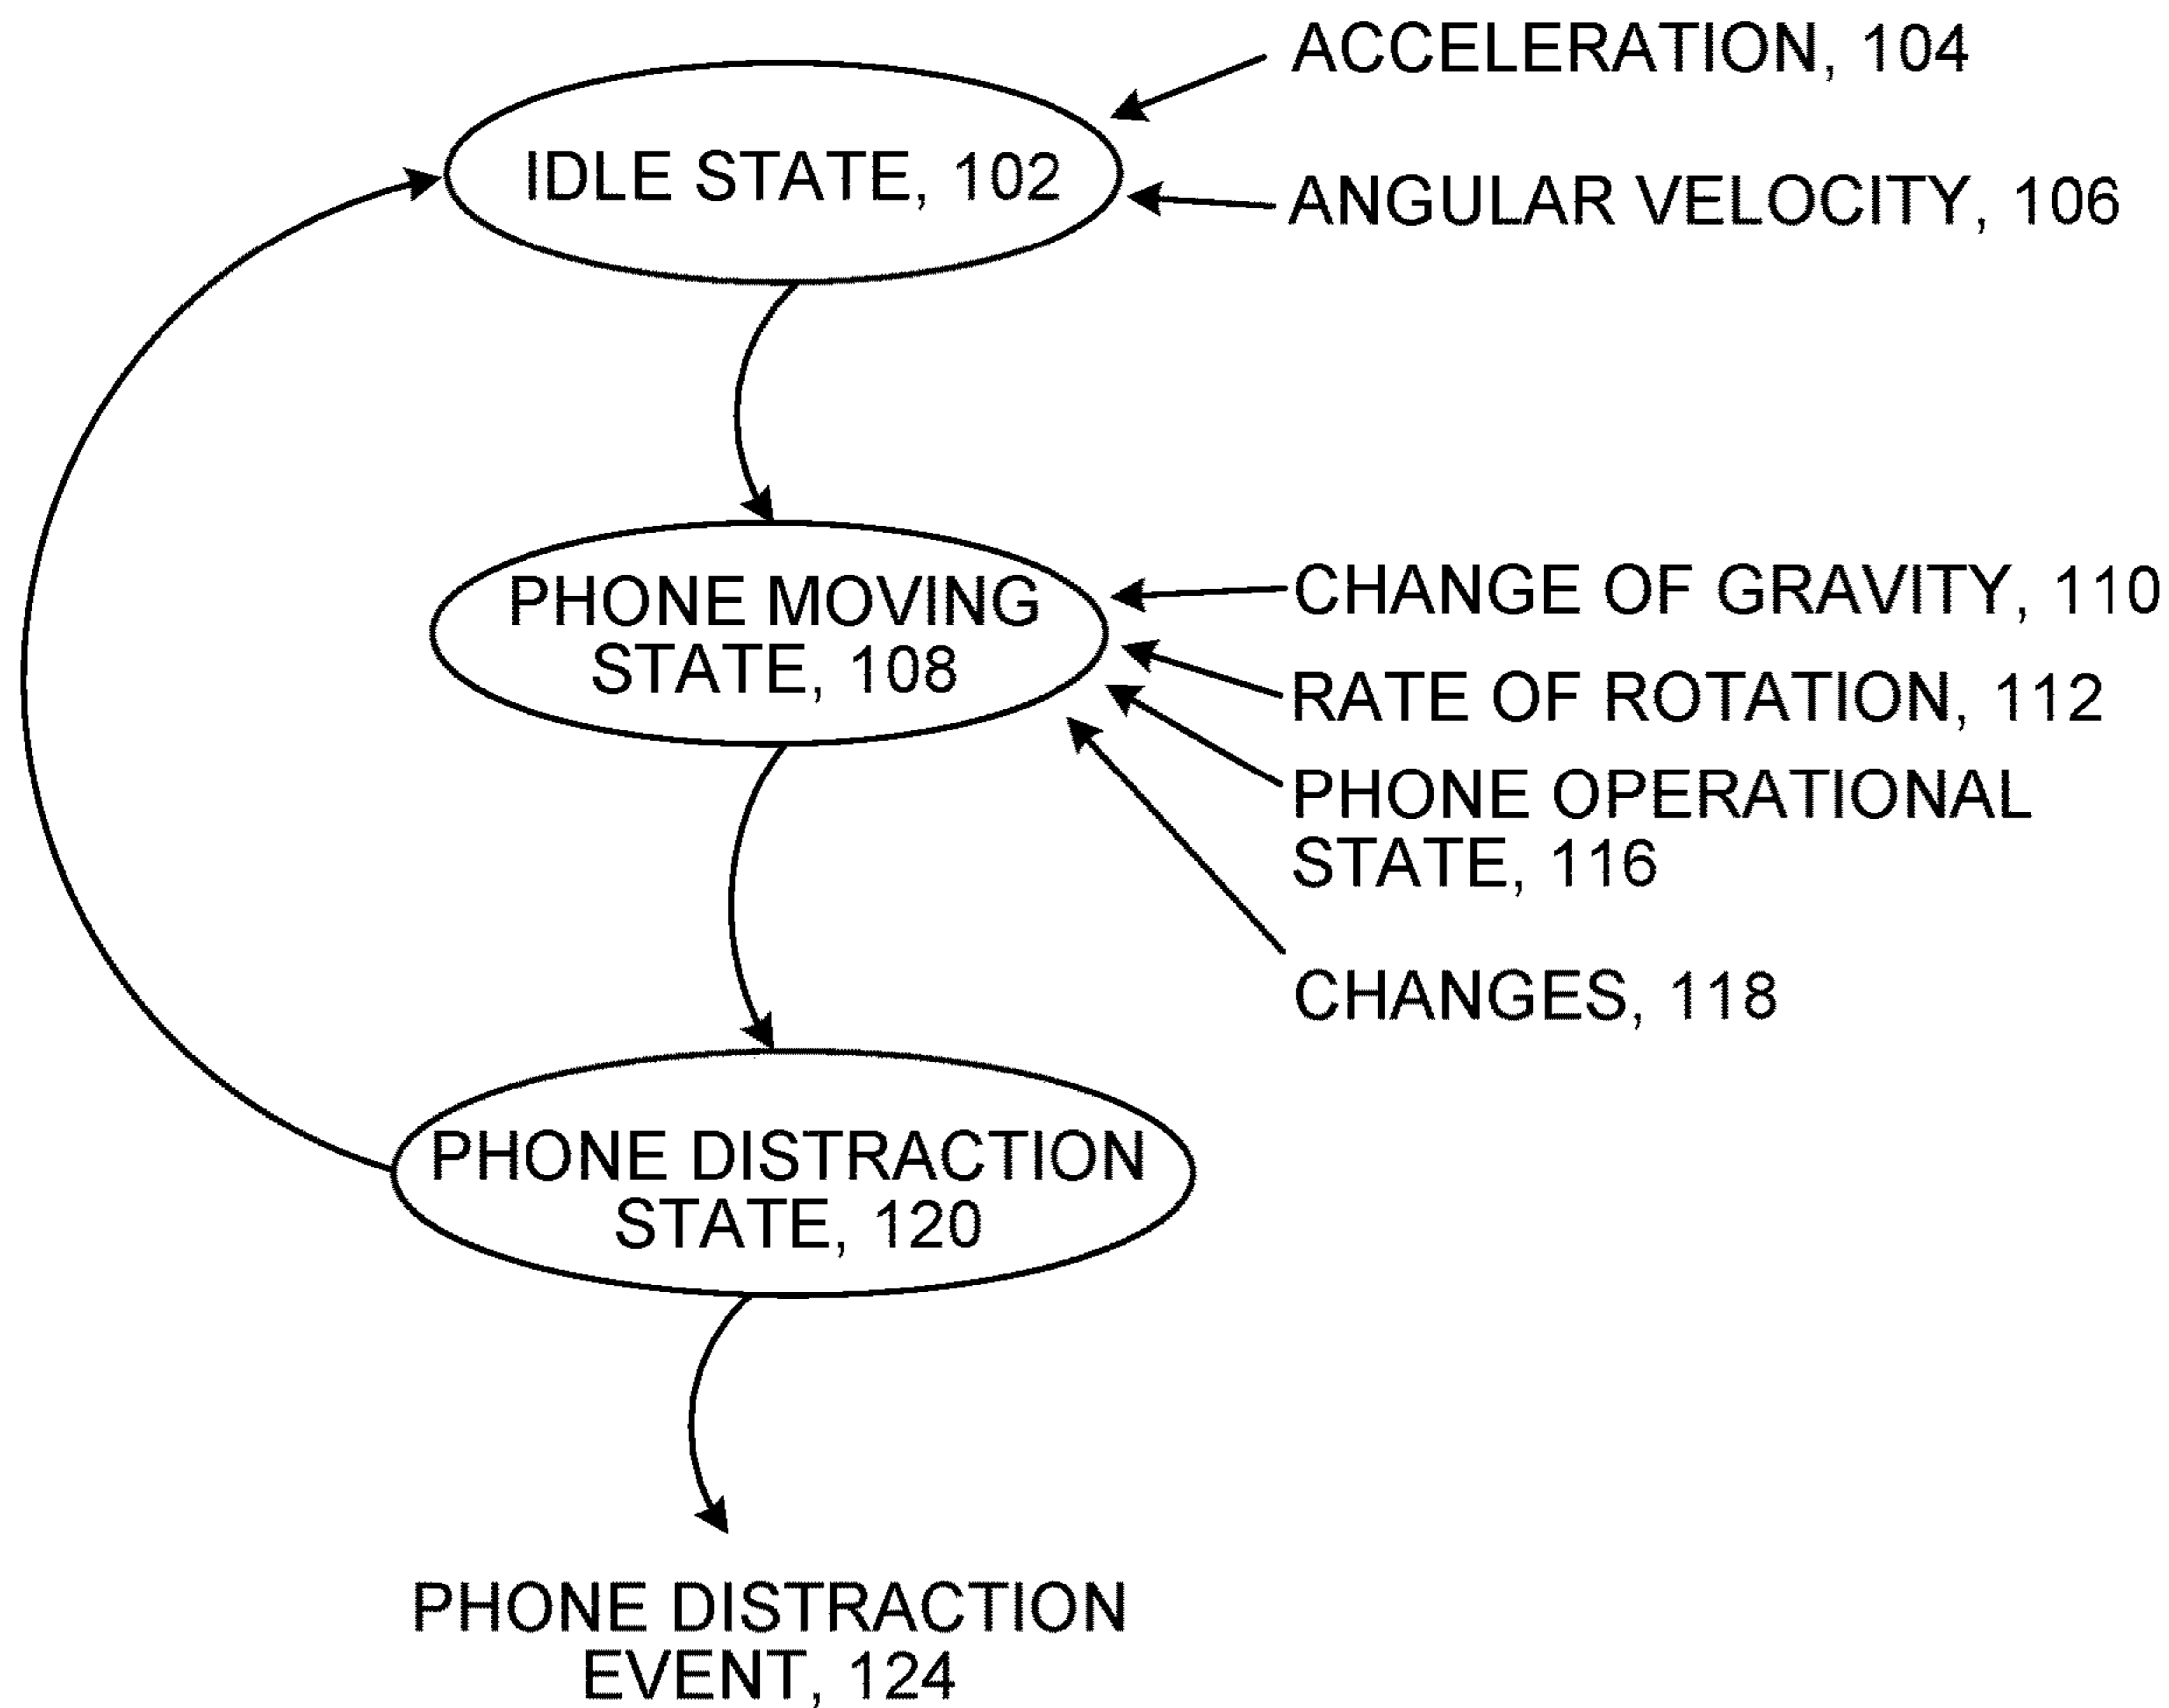 ACCELERATION, 104
IDLE STATE, 102
ANGULAR VELOCITY, 106
PHONE MOVING
STATE, 108
CHANGE OF GRAVITY, 110
RATE OF ROTATION, 112
PHONE OPERATIONAL
STATE, 116
CHANGES, 118
PHONE DISTRACTION
STATE, 120
PHONE DISTRACTION
EVENT, 124